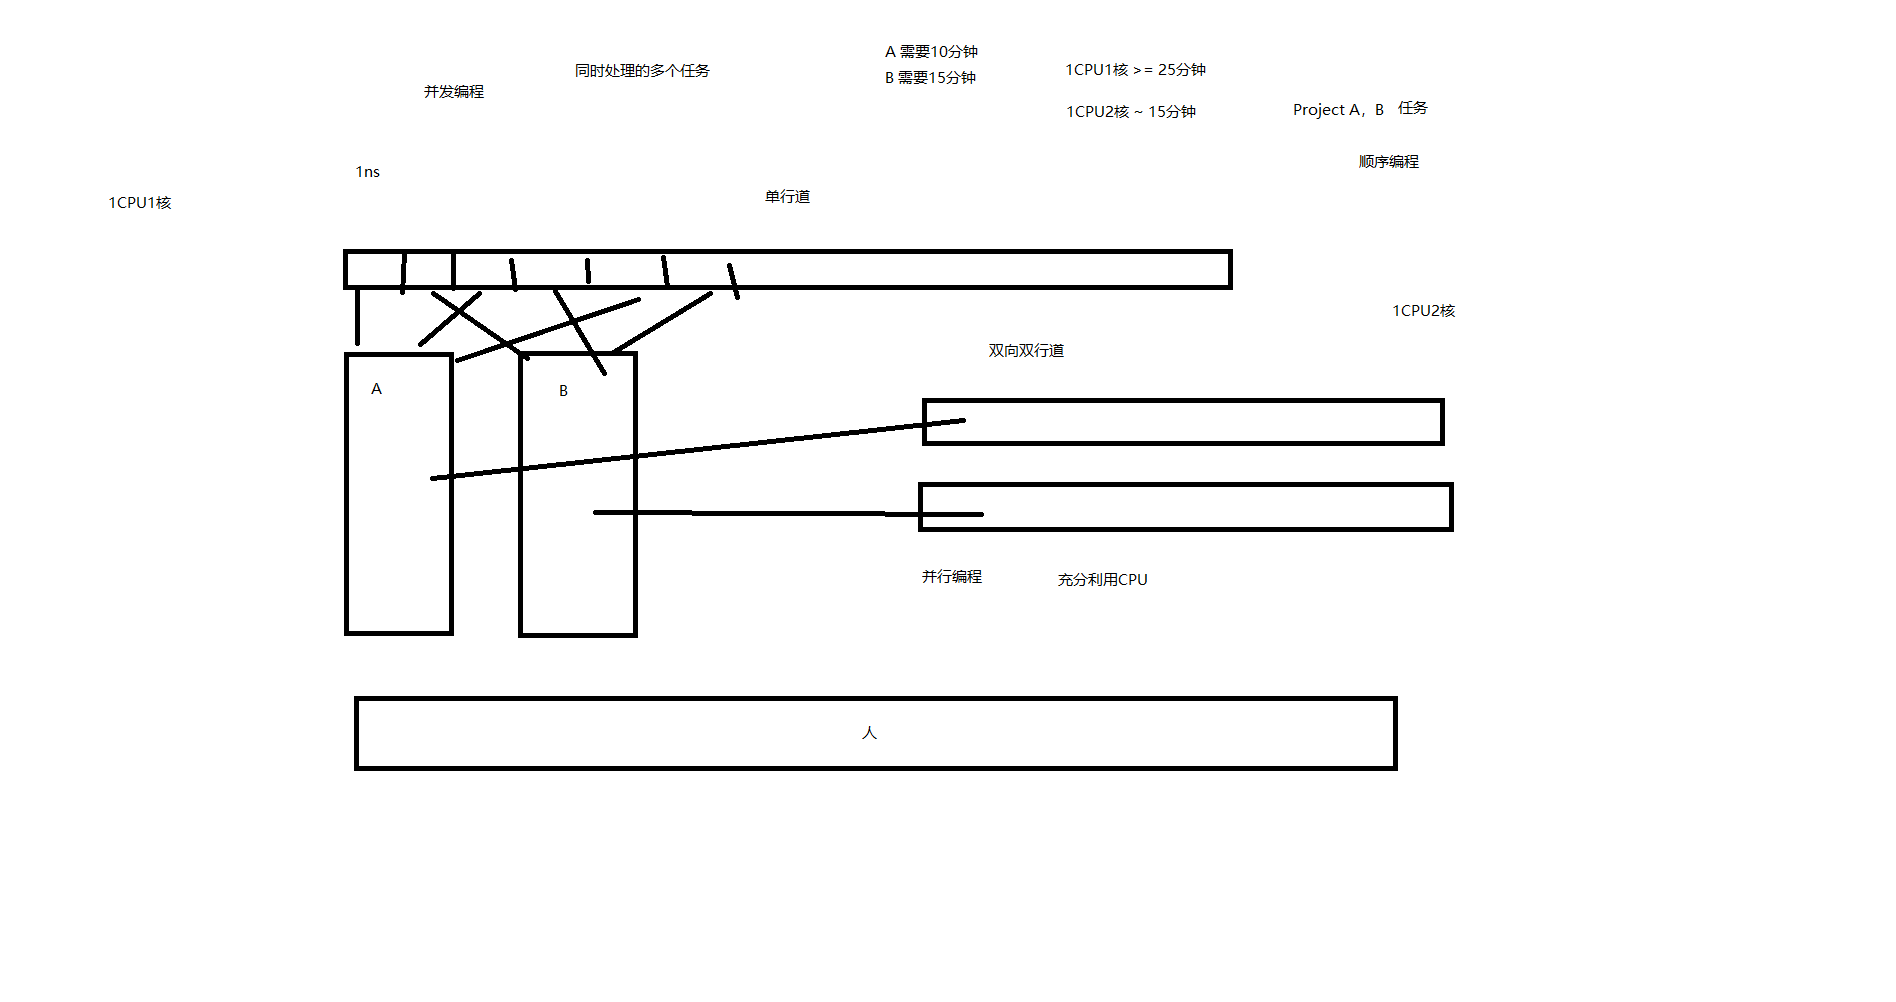 A 需要10分钟
B 需要15分钟
同时处理的多个任务
1CPU1核 >= 25分钟
并发编程
1CPU2核 ~ 15分钟
Project A，B 任务
顺序编程
1ns
单行道
1CPU1核
1CPU2核
双向双行道
A
B
并行编程
充分利用CPU
人